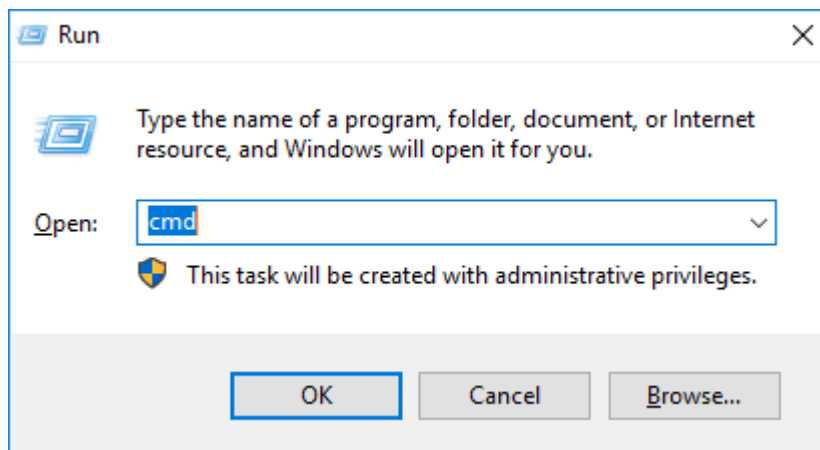 Run
Type the name of a program, folder, document, or Internet
resource, and Windows will open it for you.
Open: cmd
This task will be created with administrative privileges.
OK Cancel Browse...